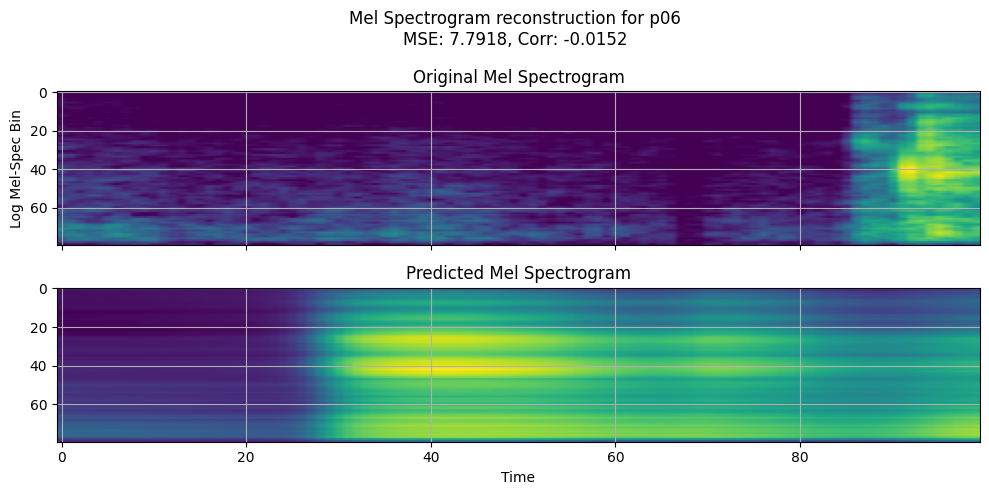 Mel Spectrogram reconstruction for p06
MSE: 7.7918, Corr: -0.0152
Original Mel Spectrogram
Log Mel-Spec Bin
0
20
40
60
Predicted Mel Spectrogram
0
20
40
60
0 20 40 60 80
Time